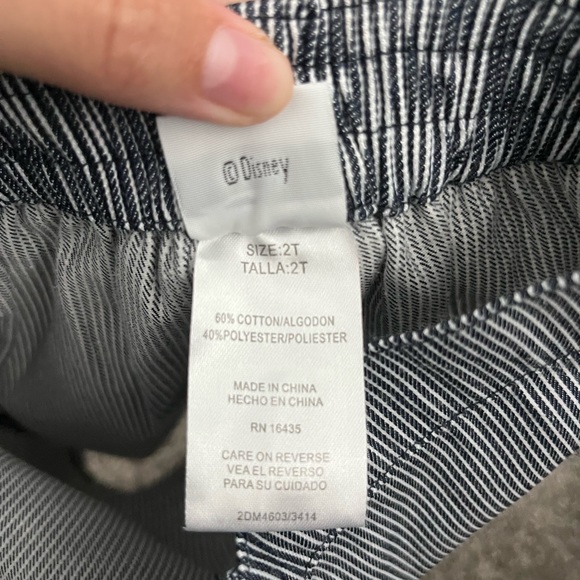 ©Disney
SIZE:2T
TALLA:2T
60% COTTON/ALGODON
40%POLYESTER/POLIESTER
MADE IN CHINA
HECHO EN CHINA
RN 16435
CARE ON REVERSE
VEA EL REVERSO
PARA SU CUIDADO
2DM4603/3414